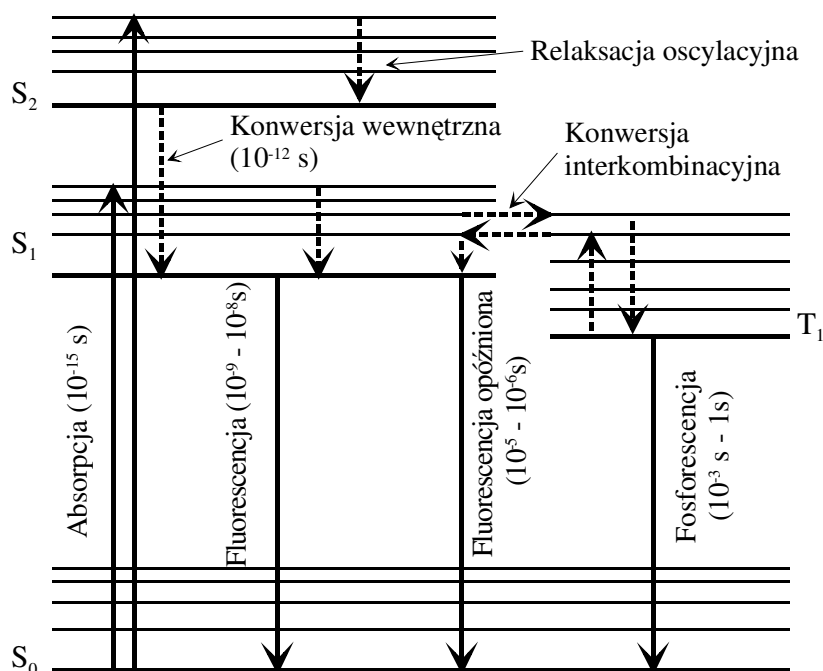 Relaksacja oscylacyjna
S₂
Konwersja wewnętrzna
(10⁻¹² s)
Konwersja
interkombinacyjna
S₁
T₁
Absorpcja (10⁻¹⁵ s)
Fluorescencja (10⁻⁹ - 10⁻⁸s)
Fluorescencja opóźniona
(10⁻⁵ - 10⁻⁶s)
Fosforescencja
(10⁻³ s - 1s)
S₀